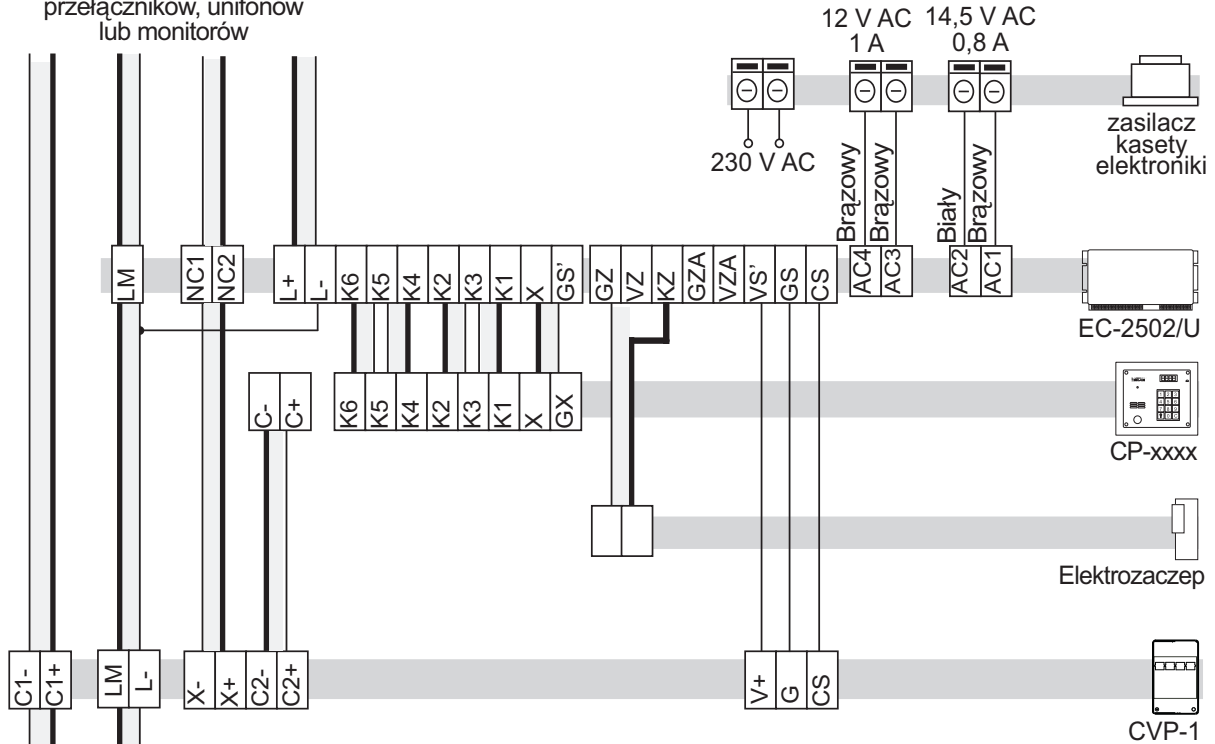 przełączników, unifonów
lub monitorów
12 V AC
1 A
14,5 V AC
0,8 A
230 V AC
Brązowy
Brązowy
Biały
Brązowy
zasilacz
kasety
elektroniki
LM
NC1
NC2
L+
L-
K6
K5
K4
K2
K3
K1
X
GS'
GZ
VZ
KZ
GZA
VZA
VS'
GS
CS
AC4
AC3
AC2
AC1
EC-2502/U
C-
C+
K6
K5
K4
K2
K3
K1
X
GX
CP-xxxx
Elektrozaczep
C1-
C1+
LM
L-
X-
X+
C2-
C2+
V+
G
CS
CVP-1